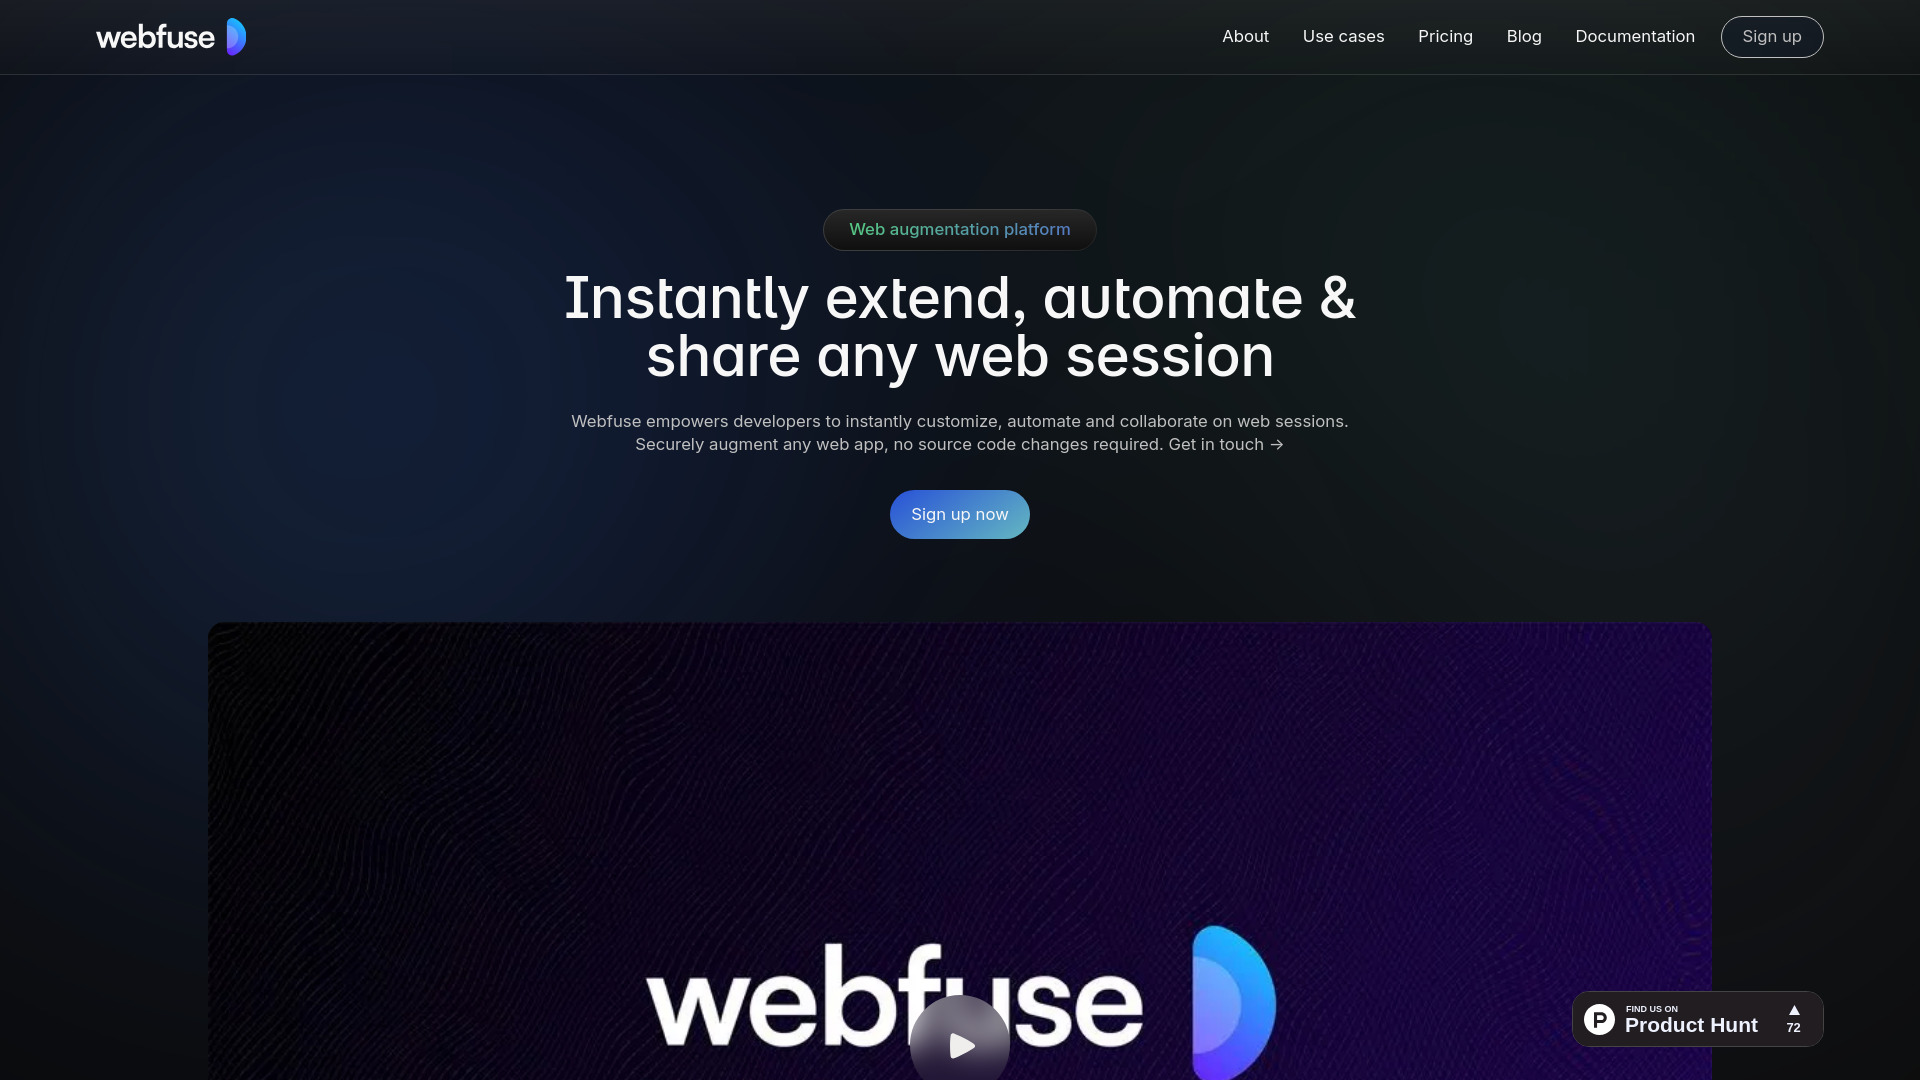 webfuse
About
Use cases
Pricing
Blog
Documentation
Sign up
Web augmentation platform
Instantly extend, automate &
share any web session
Webfuse empowers developers to instantly customize, automate and collaborate on web sessions.
Securely augment any web app, no source code changes required. Get in touch →
Sign up now
webfuse
FIND US ON
Product Hunt
72